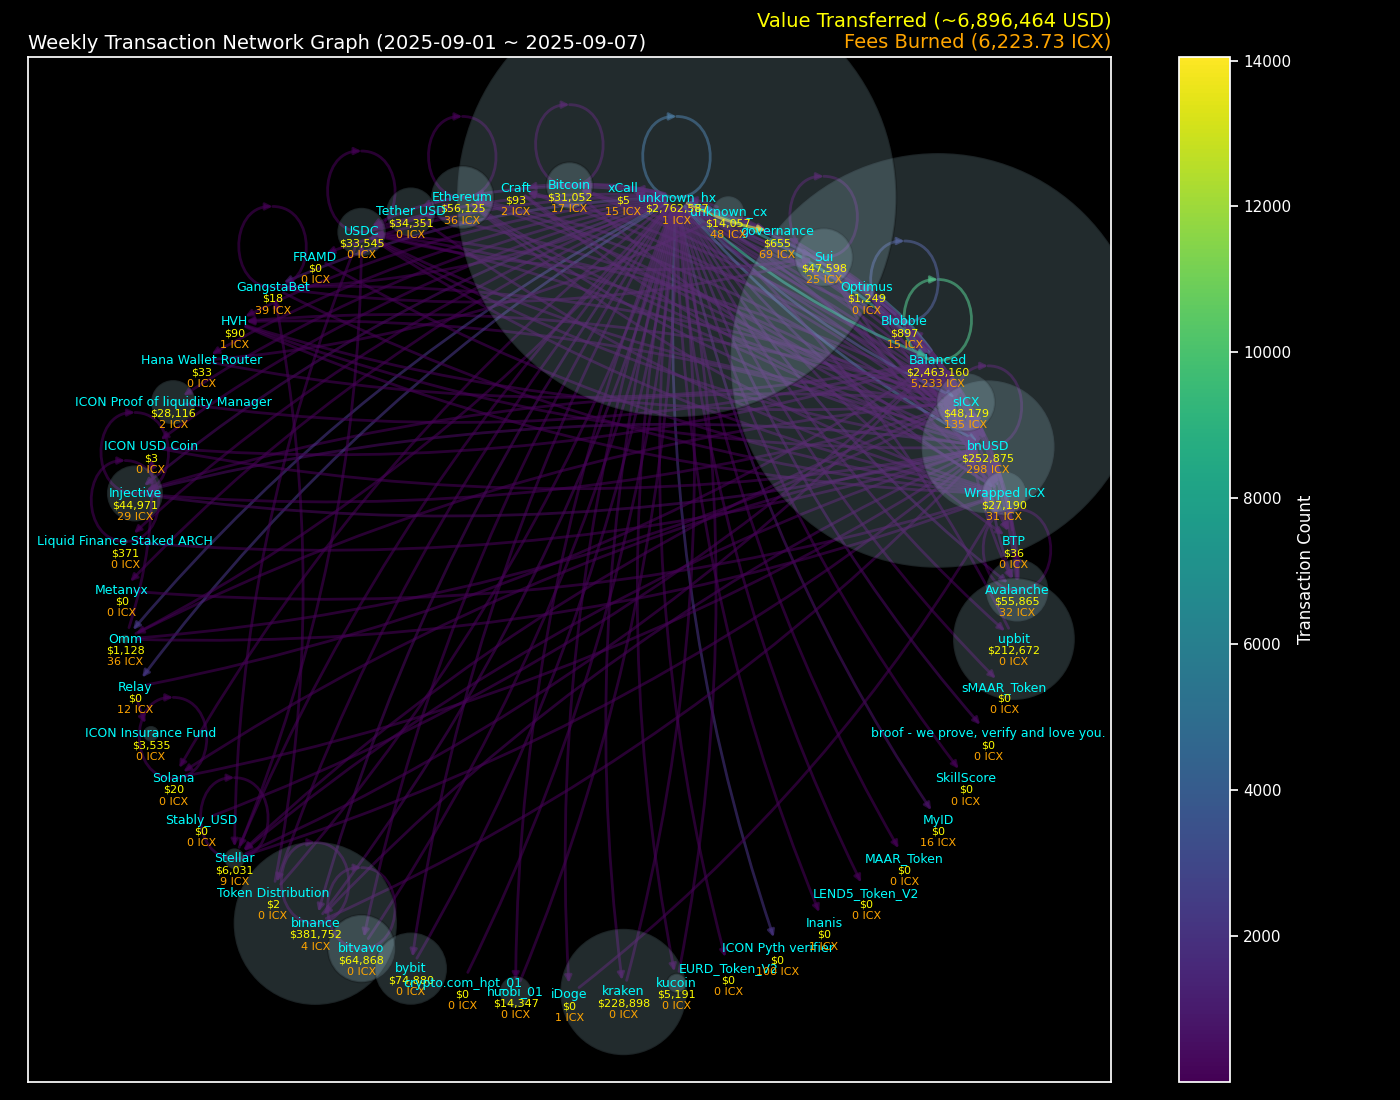 Value Transferred (~6,896,464 USD)
Weekly Transaction Network Graph (2025-09-01 ~ 2025-09-07)
Fees Burned (6,223.73 ICX)
Craft
$93
2 ICX
Bitcoin
$31,052
17 ICX
xCall
$5
15 ICX
unknown_hx
1 ICX
Ethereum
$56,125
36 ICX
Tether USD
$34,351
0 ICX
unknown_cx
$14,057
48 ICX
USDC
$33,545
0 ICX
governance
$655
69 ICX
FRAMD
$0
0 ICX
Sui
$47,598
25 ICX
GangstaBet
$18
39 ICX
Optimus
$1,249
0 ICX
HVH
$90
1 ICX
Blobble
$897
15 ICX
Hana Wallet Router
$33
0 ICX
Balanced
$2,463,160
5,233 ICX
ICON Proof of liquidity Manager
$28,116
2 ICX
sICX
$48,179
135 ICX
ICON USD Coin
$3
0 ICX
bnUSD
$252,875
298 ICX
Injective
$44,971
29 ICX
Wrapped ICX
$27,190
31 ICX
Liquid Finance Staked ARCH
$371
0 ICX
BTP
$36
0 ICX
Metanyx
$0
0 ICX
Avalanche
$55,865
32 ICX
Omm
$1,128
36 ICX
upbit
$212,672
0 ICX
Relay
$0
12 ICX
sMAAR_Token
$0
0 ICX
ICON Insurance Fund
$3,535
0 ICX
broof - we prove, verify and love you.
$0
0 ICX
Solana
$20
0 ICX
SkillScore
$0
0 ICX
Stably_USD
$0
0 ICX
MyID
$0
16 ICX
Stellar
$6,031
9 ICX
MAAR_Token
$0
0 ICX
Token Distribution
$2
0 ICX
LEND5_Token_V2
$0
0 ICX
binance
$381,752
4 ICX
Inanis
$0
bitvavo
$64,868
0 ICX
ICON Pyth verifier
$0
bybit
$74,880
0 ICX
EURD_Token_V2
$0
0 ICX
crypto.com_hot_01
$0
0 ICX
kucoin
$5,191
0 ICX
huobi_01
$14,347
0 ICX
iDoge
$0
1 ICX
kraken
$228,898
0 ICX
14000
12000
10000
8000
6000
4000
2000
Transaction Count